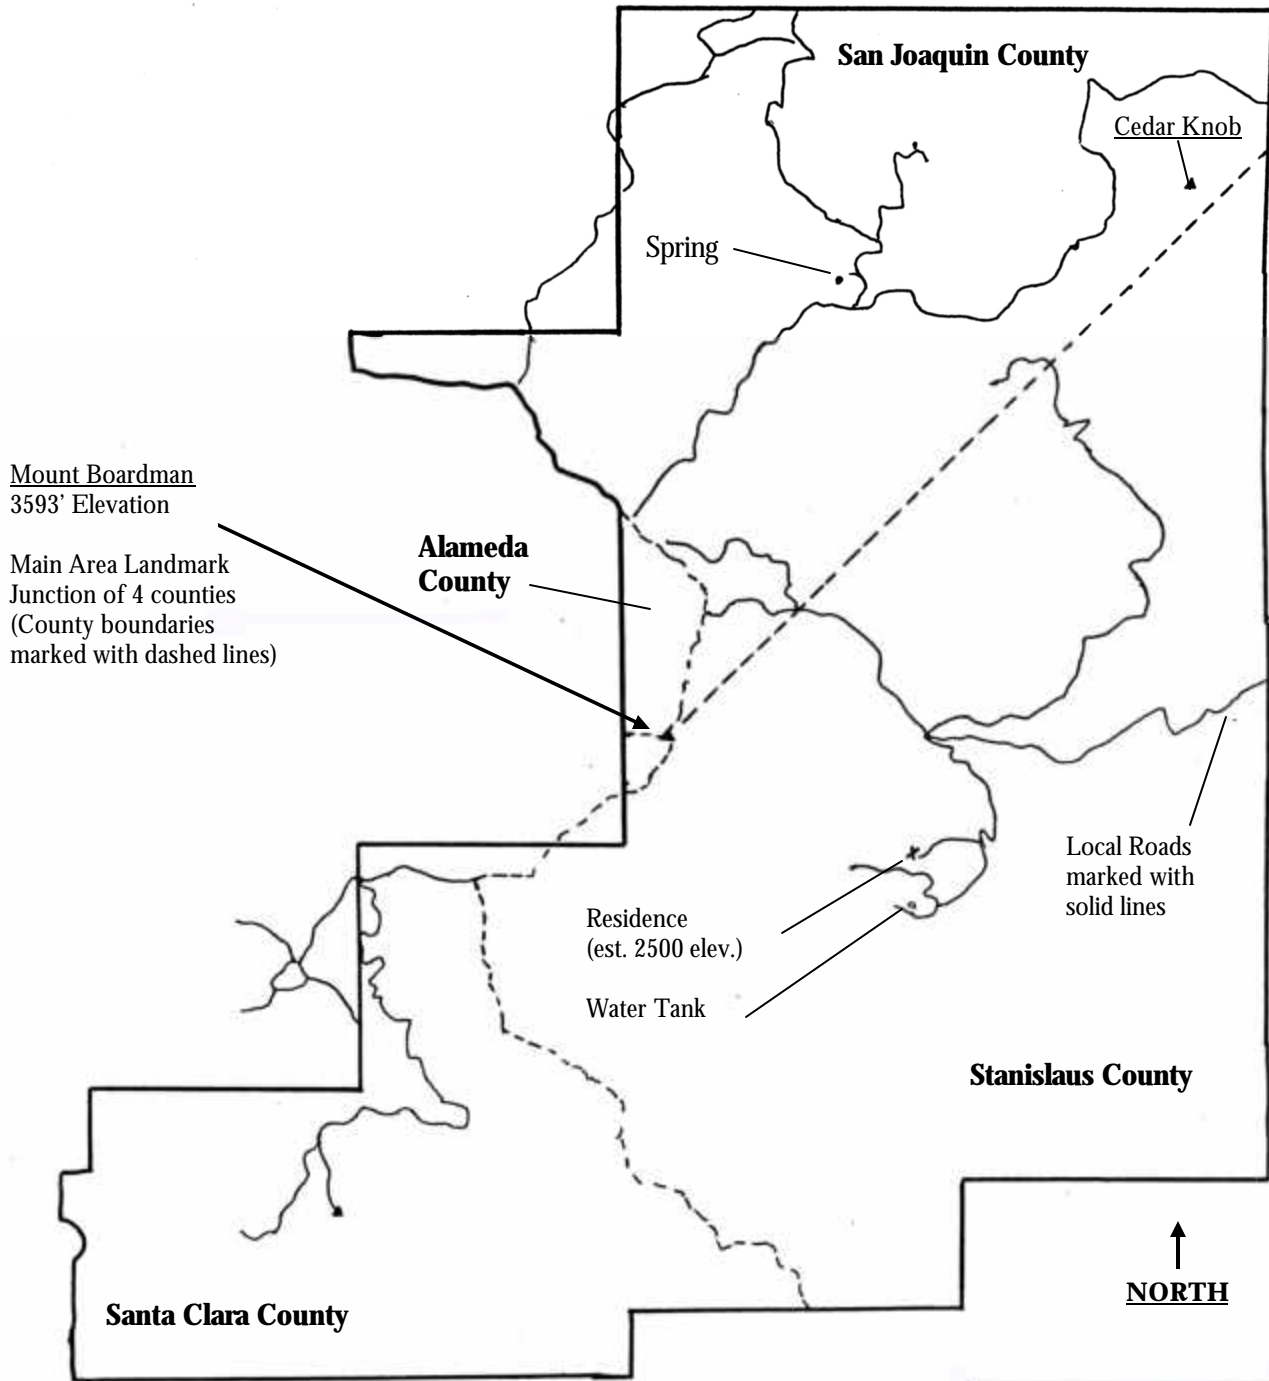 San Joaquin County
Cedar Knob
Spring
Mount Boardman
3593’ Elevation
Main Area Landmark
Junction of 4 counties
(County boundaries
marked with dashed lines)
Alameda
County
Local Roads
marked with
solid lines
Residence
(est. 2500 elev.)
Water Tank
Stanislaus County
NORTH
Santa Clara County